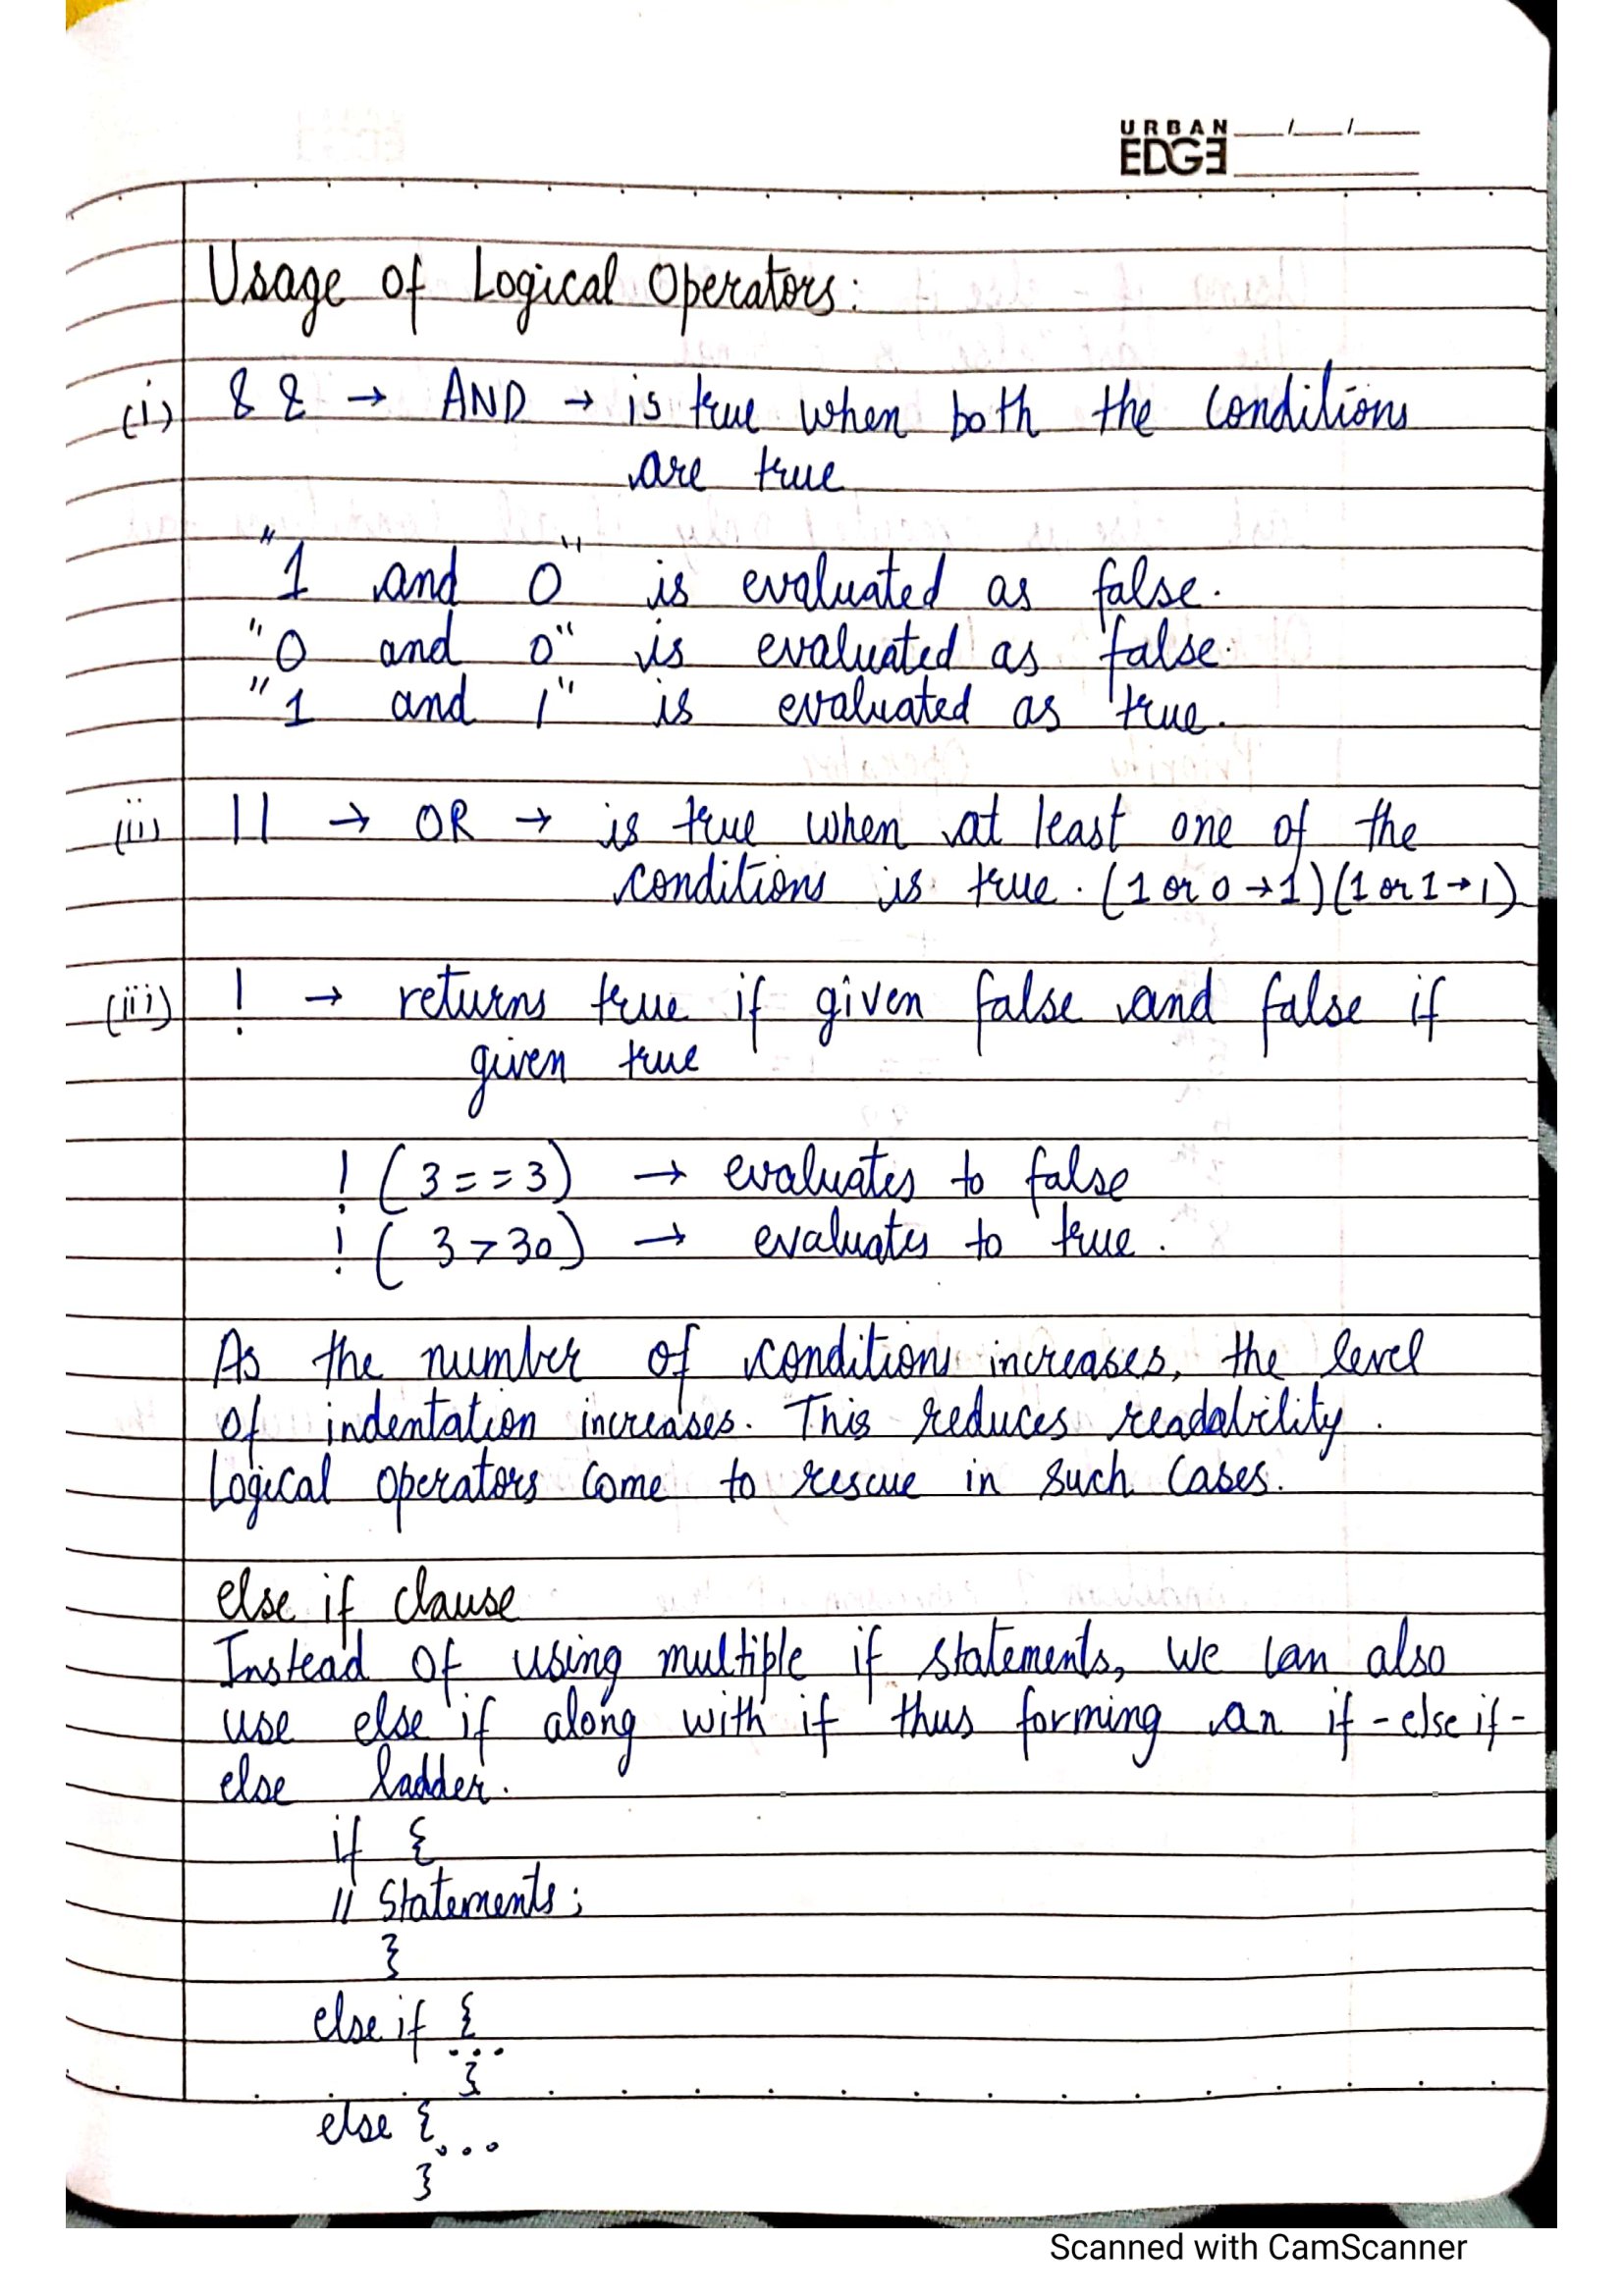 URBAN __/__/__
EDGE
Usage of Logical Operators:
(i) && → AND → is true when both the conditions
are true
"1 and 0" is evaluated as false.
"0 and 0" is evaluated as false.
"1 and 1" is evaluated as true.
(ii) || → OR → is true when at least one of the
conditions is true. (1 or 0 → 1) (1 or 1 → 1)
(iii) ! → returns true if given false and false if
given true
! (3 == 3) → evaluates to false
! (3 > 30) → evaluates to true.
As the number of conditions increases, the level
of indentation increases. This reduces readability.
Logical operators come to rescue in such cases.
else if clause
Instead of using multiple if statements, we can also
use else if along with if thus forming an if - else if -
else ladder.
if {
// Statements;
}
else if {
...
}
else {
...
}
Scanned with CamScanner